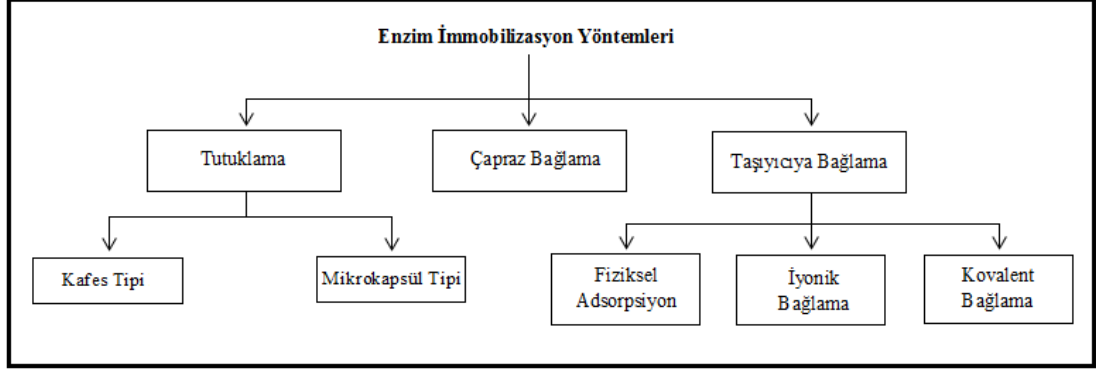 Enzim İmmobilizasyon Yöntemleri
Tutuklama
Çapraz Bağlama
Taşıyıcıya Bağlama
Kafes Tipi
Mikrokapsül Tipi
Fiziksel
Adsorpsiyon
İyonik
Bağlama
Kovalent
Bağlama